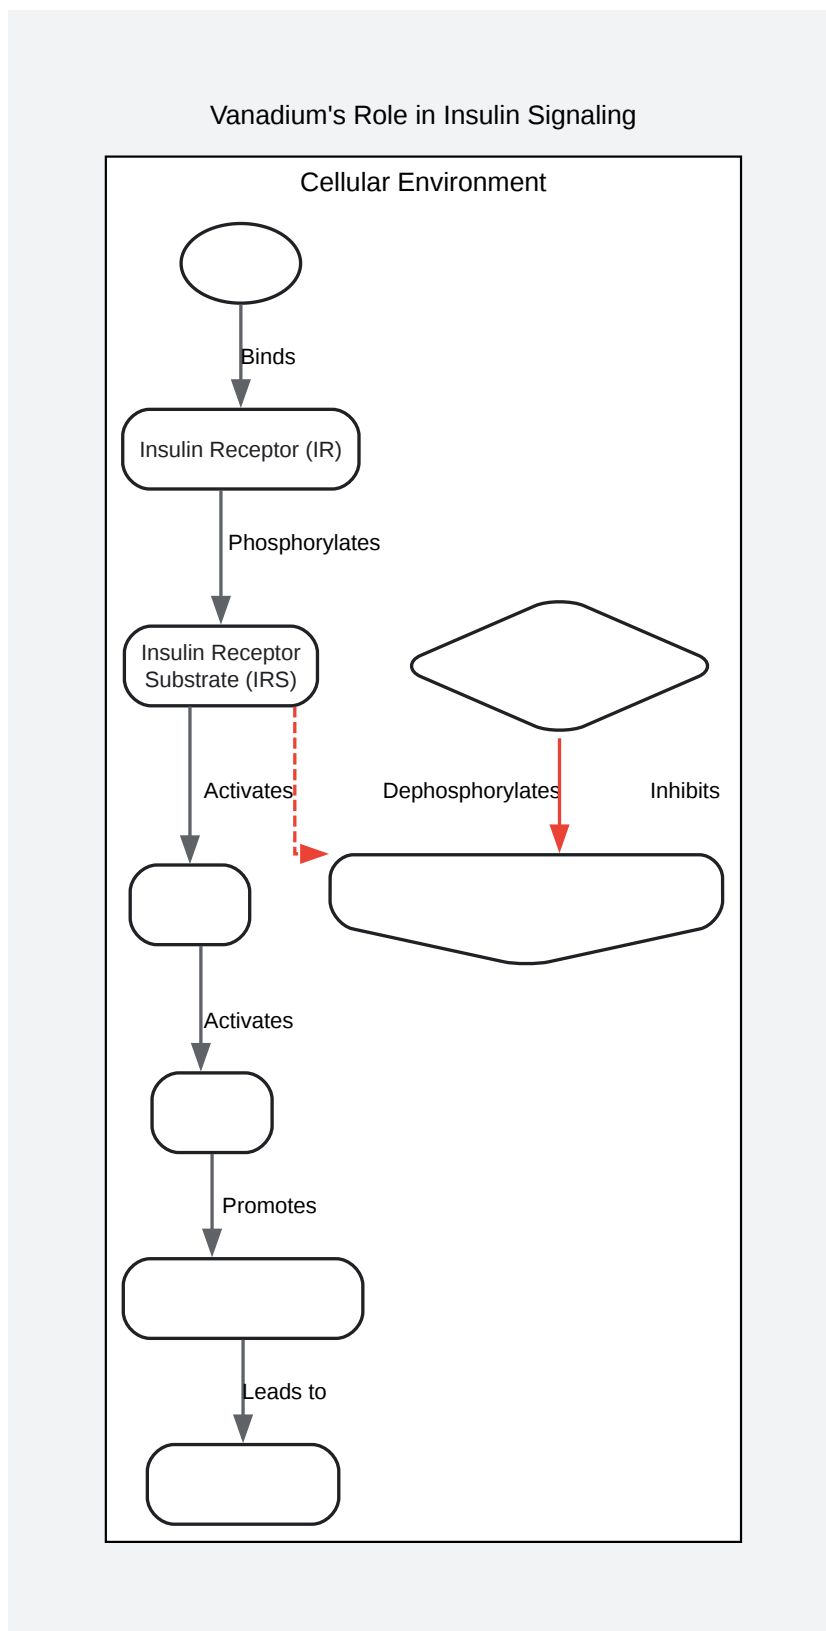 Vanadium's Role in Insulin Signaling
Cellular Environment
Binds
Insulin Receptor (IR)
Phosphorylates
Insulin Receptor
Substrate (IRS)
Activates
Dephosphorylates
Inhibits
Activates
Promotes
Leads to